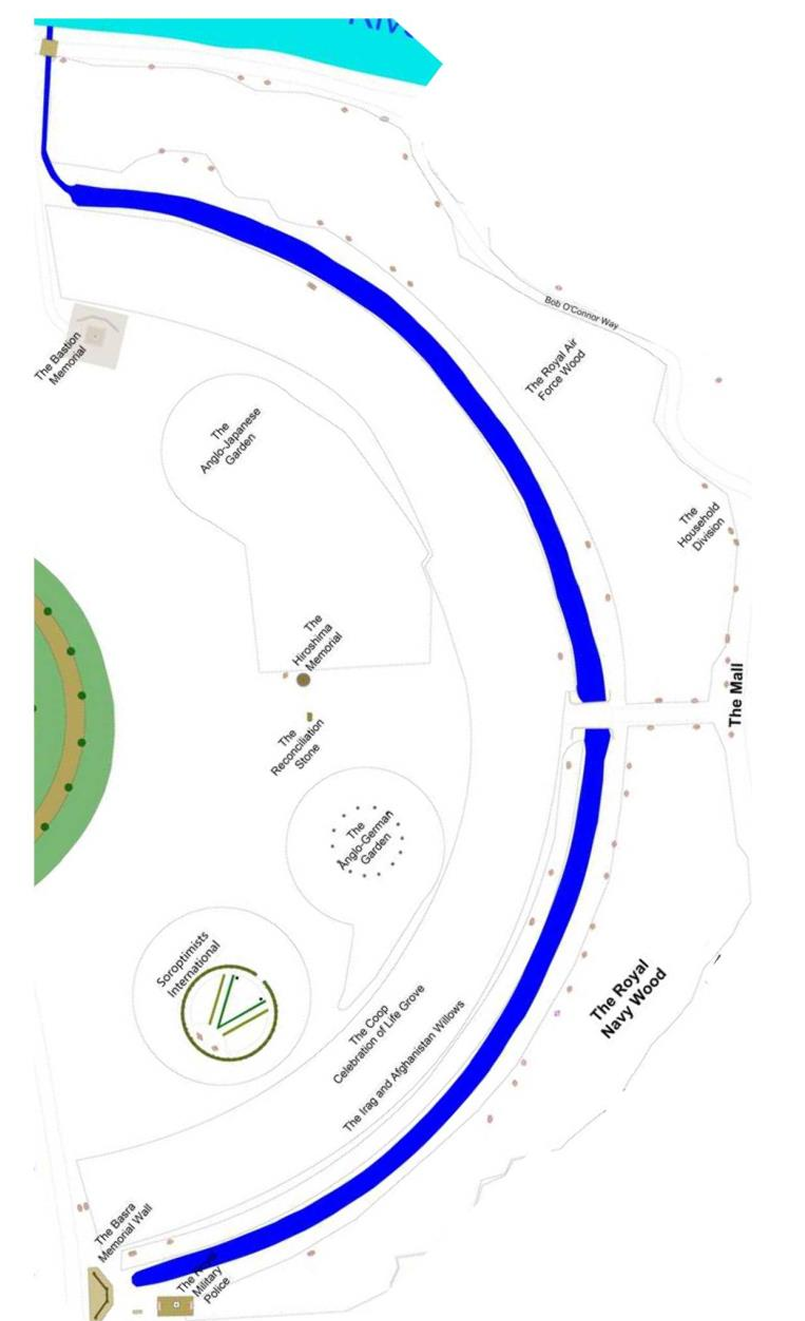 Bob O'Connor Way
The Royal Air
Force Wood
The Bastion
Memorial
The
Anglo-Japanese
Garden
The
Household
Division
The
Hiroshima
Memorial
The Mall
The
Reconciliation
Stone
The
Anglo-German
Garden
Soroptimists
International
The Royal
Navy Wood
The Coop
Celebration of Life Grove
The Iraq and Afghanistan Willows
The Basra
Memorial Wall
The
Military
Police